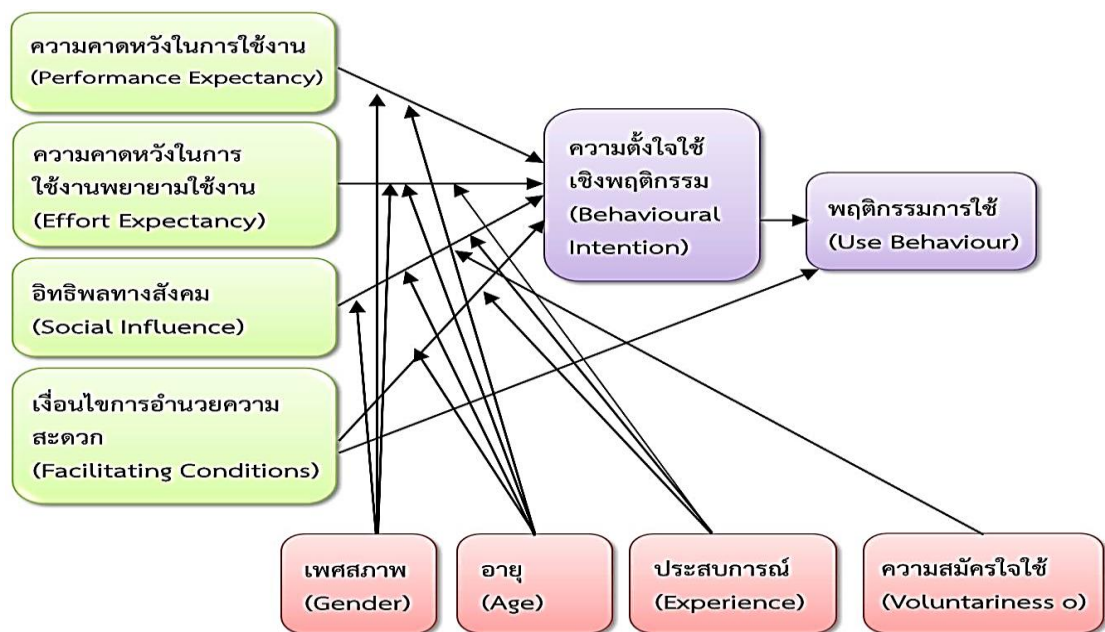 ความคาดหวังในการใช้งาน
(Performance Expectancy)
ความคาดหวังในการ
ใช้งานพยายามใช้งาน
(Effort Expectancy)
อิทธิพลทางสังคม
(Social Influence)
เงื่อนไขการอำนวยความ
สะดวก
(Facilitating Conditions)
ความตั้งใจใช้
เชิงพฤติกรรม
(Behavioural
Intention)
พฤติกรรมการใช้
(Use Behaviour)
เพศสภาพ
(Gender)
อายุ
(Age)
ประสบการณ์
(Experience)
ความสมัครใจใช้
(Voluntariness o)